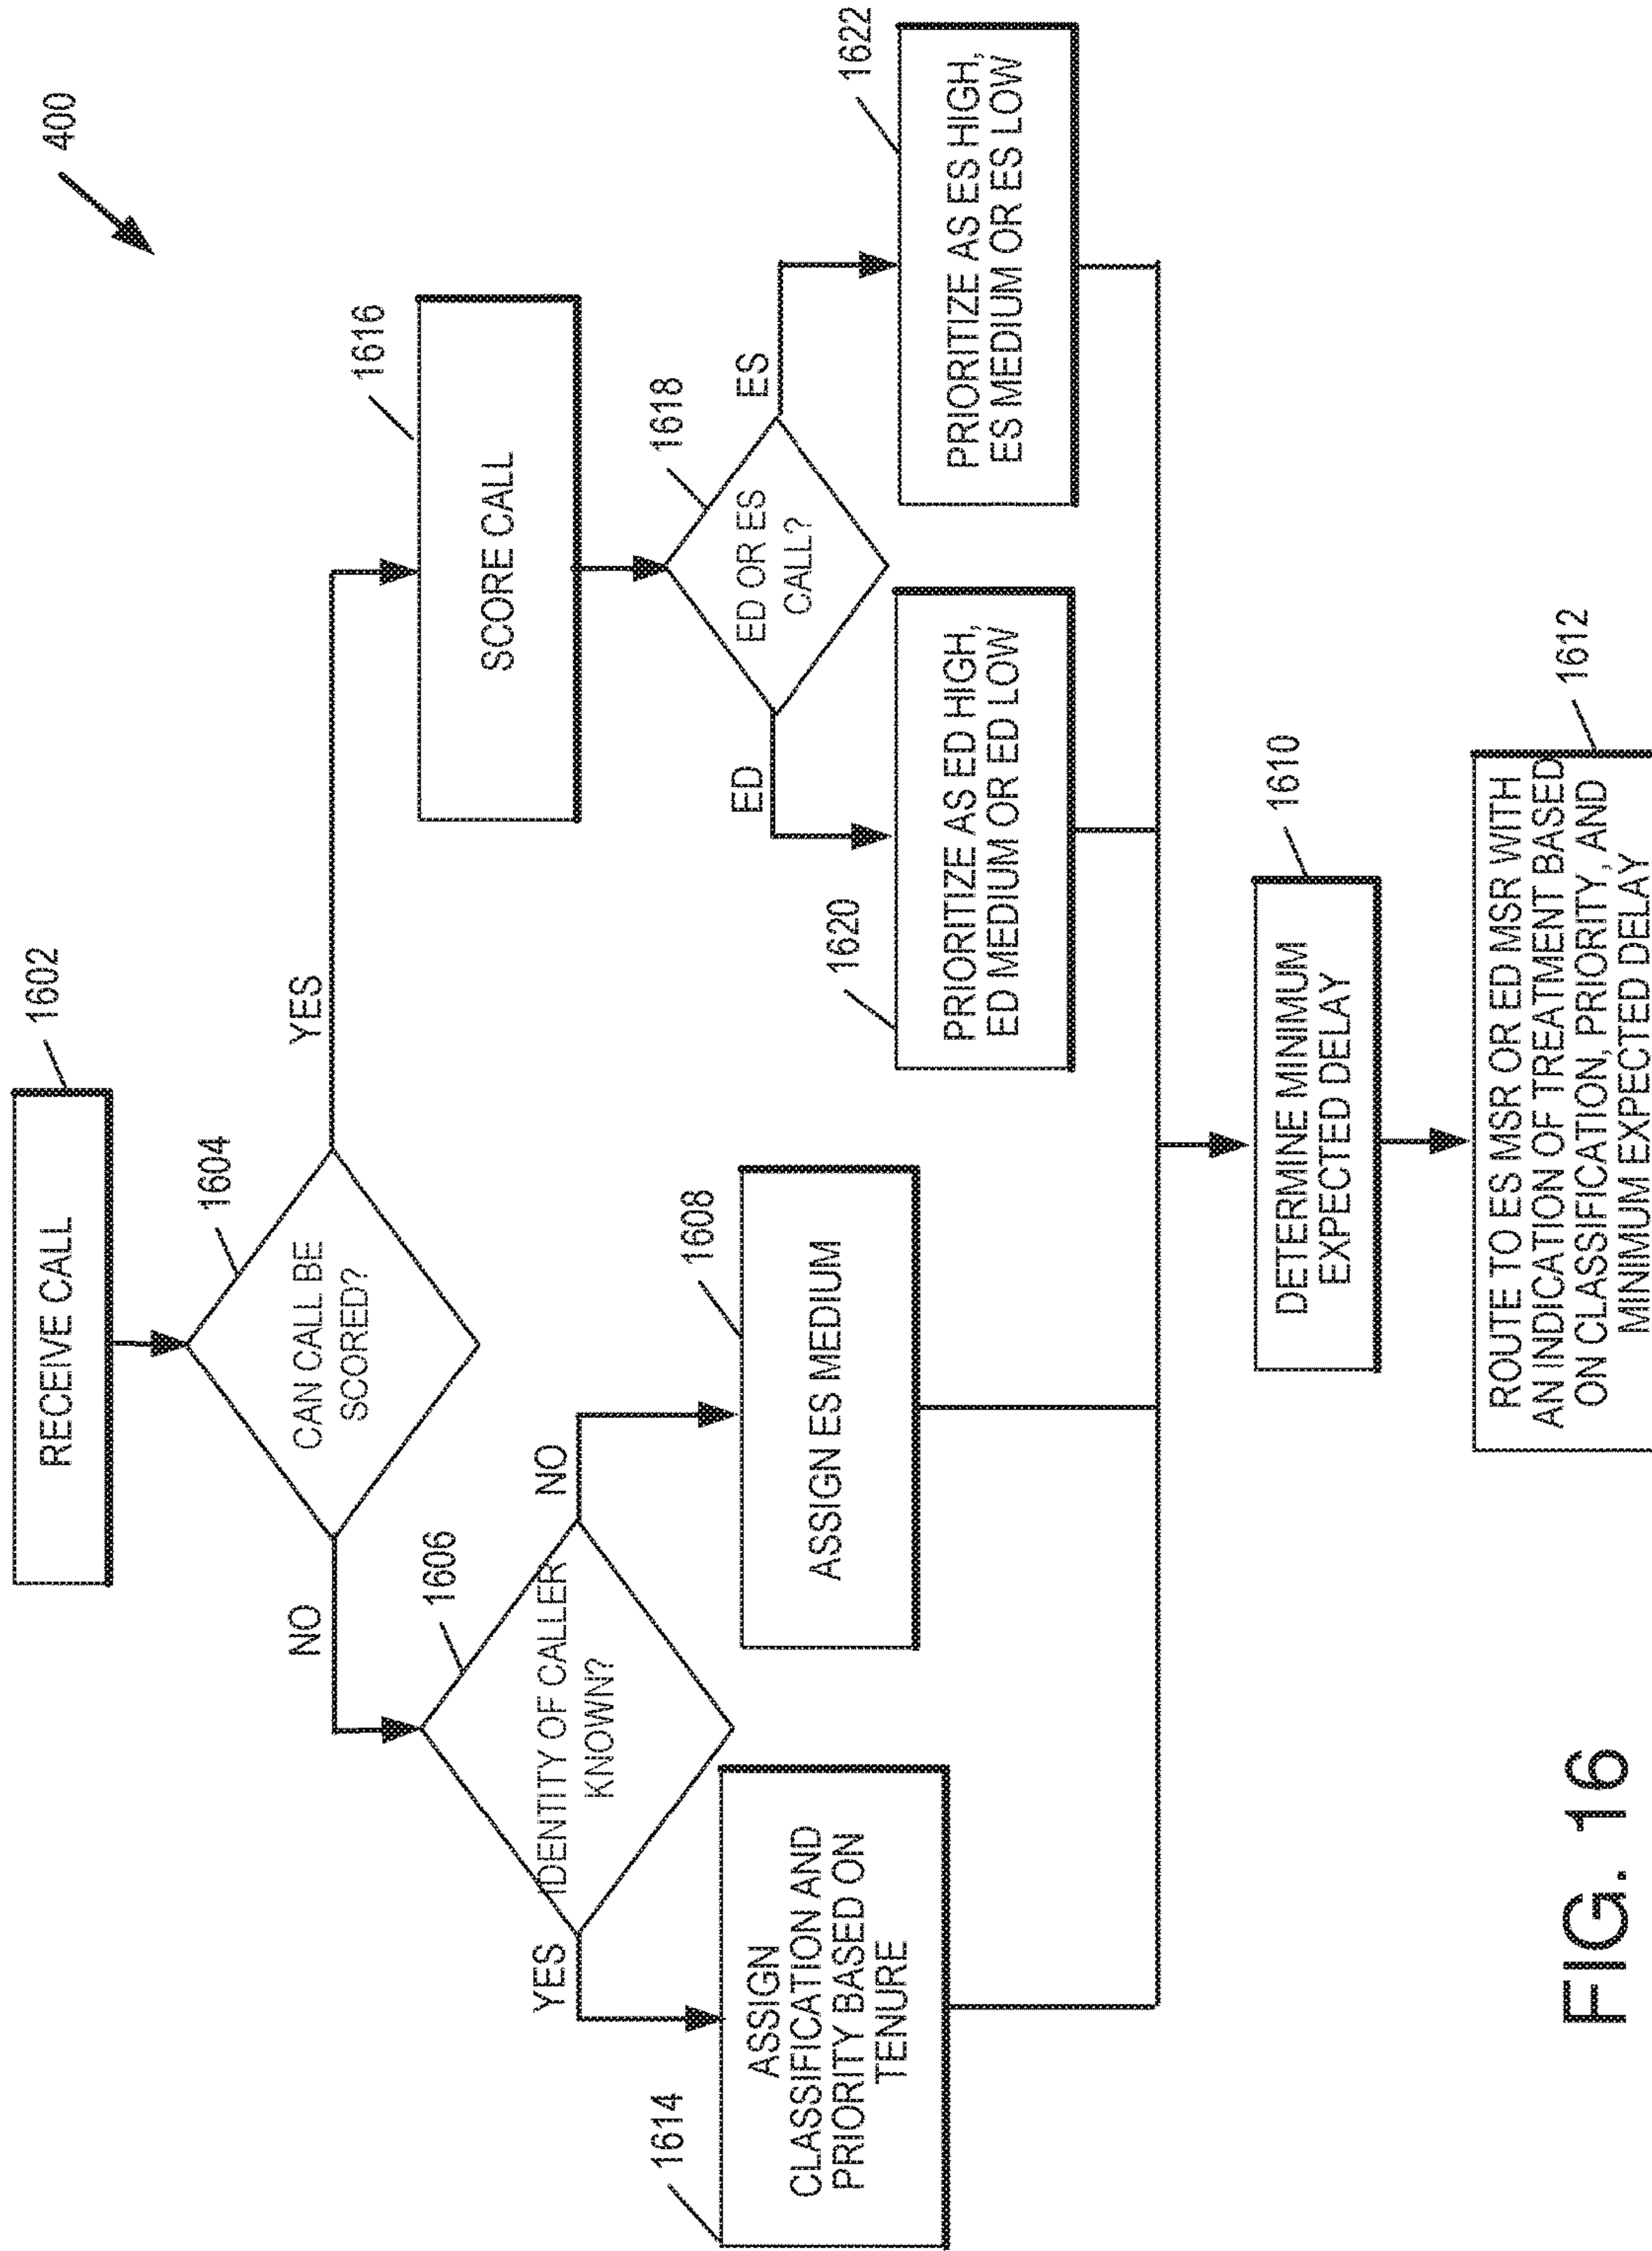 400
1602
RECEIVE CALL
1604
CAN CALL BE
SCORED?
NO
YES
1606
IDENTITY OF CALLER
KNOWN?
1616
SCORE CALL
YES
NO
1618
ED OR ES
CALL?
ED
ES
1614
ASSIGN
CLASSIFICATION AND
PRIORITY BASED ON
TENURE
1608
ASSIGN ES MEDIUM
1620
PRIORITIZE AS ED HIGH,
ED MEDIUM OR ED LOW
1622
PRIORITIZE AS ES HIGH,
ES MEDIUM OR ES LOW
1610
DETERMINE MINIMUM
EXPECTED DELAY
1612
ROUTE TO ES MSR OR ED MSR WITH
AN INDICATION OF TREATMENT BASED
ON CLASSIFICATION, PRIORITY, AND
MINIMUM EXPECTED DELAY
FIG. 16